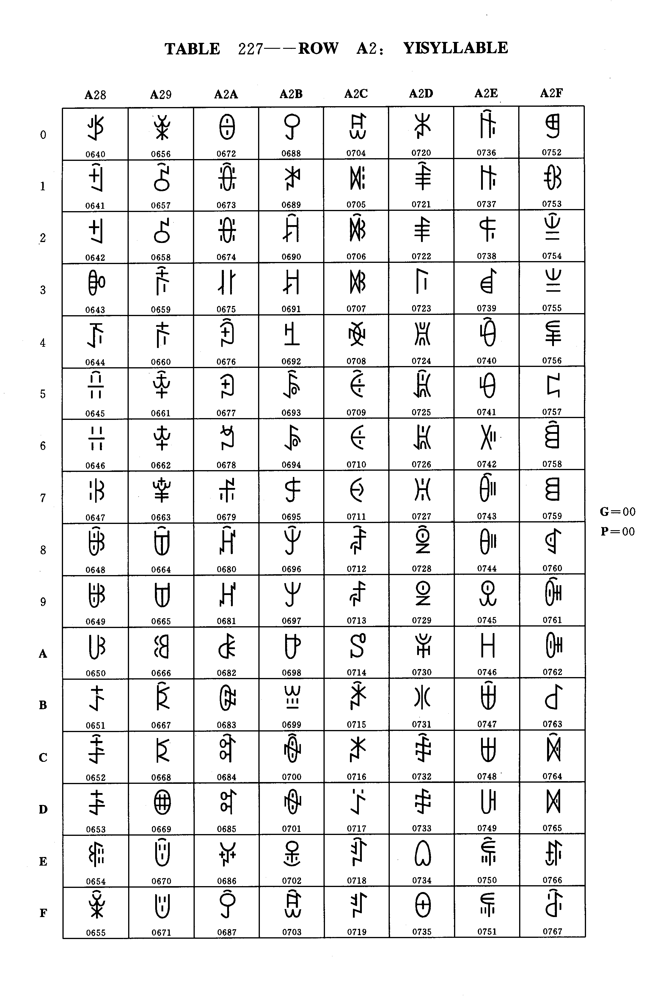 TABLE 227——ROW A2: YISYLLABLE
A28 A29 A2A A2B A2C A2D A2E A2F
0 ꉿ ꊏ ꊟ ꊯ ꊿ ꋏ ꋟ ꋯ
0640 0656 0672 0688 0704 0720 0736 0752
1 ꊀ ꊐ ꊠ ꊰ ꋀ ꋐ ꋠ ꋰ
0641 0657 0673 0689 0705 0721 0737 0753
2 ꊁ ꊑ ꊡ ꊱ ꋁ ꋑ ꋡ ꋱ
0642 0658 0674 0690 0706 0722 0738 0754
3 ꊂ ꊒ ꊢ ꊲ ꋂ ꋒ ꋢ ꋲ
0643 0659 0675 0691 0707 0723 0739 0755
4 ꊃ ꊓ ꊣ ꊳ ꋃ ꋓ ꋣ ꋳ
0644 0660 0676 0692 0708 0724 0740 0756
5 ꊄ ꊔ ꊤ ꊴ ꋄ ꋔ ꋤ ꋴ
0645 0661 0677 0693 0709 0725 0741 0757
6 ꊅ ꊕ ꊥ ꊵ ꋅ ꋕ ꋥ ꋵ
0646 0662 0678 0694 0710 0726 0742 0758
7 ꊆ ꊖ ꊦ ꊶ ꋆ ꋖ ꋦ ꋶ
0647 0663 0679 0695 0711 0727 0743 0759
G=00
P=00
8 ꊇ ꊗ ꊧ ꊷ ꋇ ꋗ ꋧ ꋷ
0648 0664 0680 0696 0712 0728 0744 0760
9 ꊈ ꊘ ꊨ ꊸ ꋈ ꋘ ꋨ ꋸ
0649 0665 0681 0697 0713 0729 0745 0761
A ꊉ ꊙ ꊩ ꊹ ꋉ ꋙ ꋩ ꋹ
0650 0666 0682 0698 0714 0730 0746 0762
B ꊊ ꊚ ꊪ ꊺ ꋊ ꋚ ꋪ ꋺ
0651 0667 0683 0699 0715 0731 0747 0763
C ꊋ ꊛ ꊫ ꊻ ꋋ ꋛ ꋫ ꋻ
0652 0668 0684 0700 0716 0732 0748 0764
D ꊌ ꊜ ꊬ ꊼ ꋌ ꋜ ꋬ ꋼ
0653 0669 0685 0701 0717 0733 0749 0765
E ꊍ ꊝ ꊭ ꊽ ꋍ ꋝ ꋭ ꋽ
0654 0670 0686 0702 0718 0734 0750 0766
F ꊎ ꊞ ꊮ ꊾ ꋎ ꋞ ꋮ ꋾ
0655 0671 0687 0703 0719 0735 0751 0767